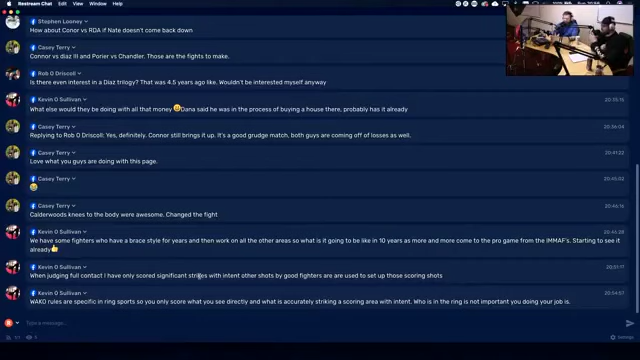 Restream Chat Edit View Window Help
Stephen Looney
How about Conor vs RDA if Nate doesn't come back down
Casey Terry
Connor vs diaz III and Porier vs Chandler. Those are the fights to make.
Rob O Driscoll
Is there even interest in a Diaz trilogy? That was 4.5 years ago like. Wouldn't be interested myself anyway
Kevin O Sullivan 20:35:15
What else would they be doing with all that money 😀Dana said he was in the process of buying a house there, probably has it already
Casey Terry 20:36:04
Replying to Rob O Driscoll: Yes, definitely. Connor still brings it up. It's a good grudge match, both guys are coming off of losses as well.
Casey Terry 20:41:22
Love what you guys are doing with this page.
Casey Terry 20:45:02
😂
Casey Terry 20:46:16
Calderwoods knees to the body were awesome. Changed the fight
Kevin O Sullivan 20:46:28
We have some fighters who have a brace style for years and then work on all the other areas so what is it going to be like in 10 years as more and more come to the pro game from the IMMAF's. Starting to see it
already👍
Kevin O Sullivan 20:51:17
When judging full contact I have only scored significant strikes with intent other shots by good fighters are are used to set up those scoring shots
Kevin O Sullivan 20:54:57
WAKO rules are specific in ring sports so you only score what you see directly and what is accurately striking a scoring area with intent. Who is in the ring is not important you doing your job is.
Type a message...
Settings